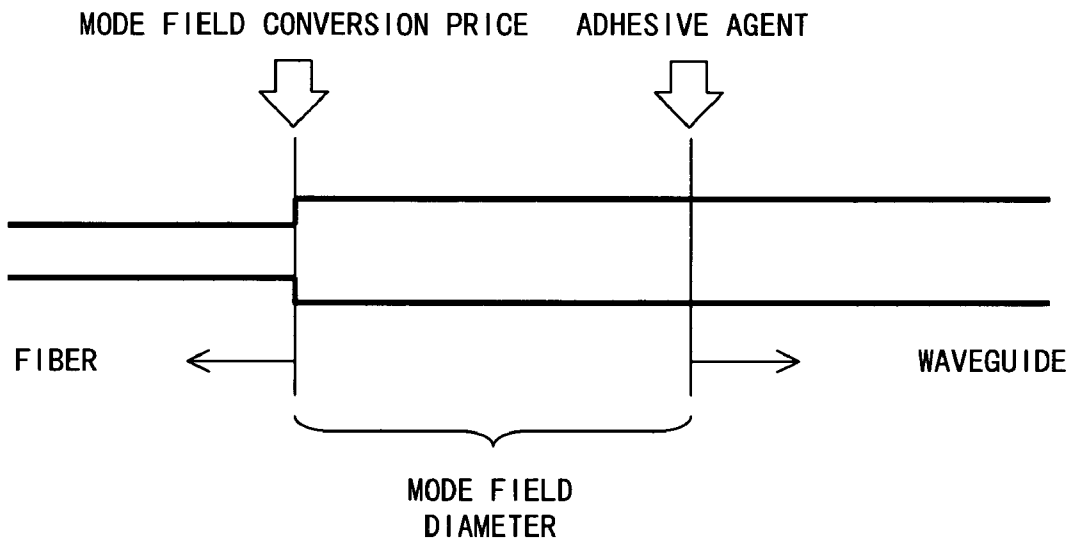 MODE FIELD CONVERSION PRICE
ADHESIVE AGENT
FIBER
WAVEGUIDE
MODE FIELD
DIAMETER